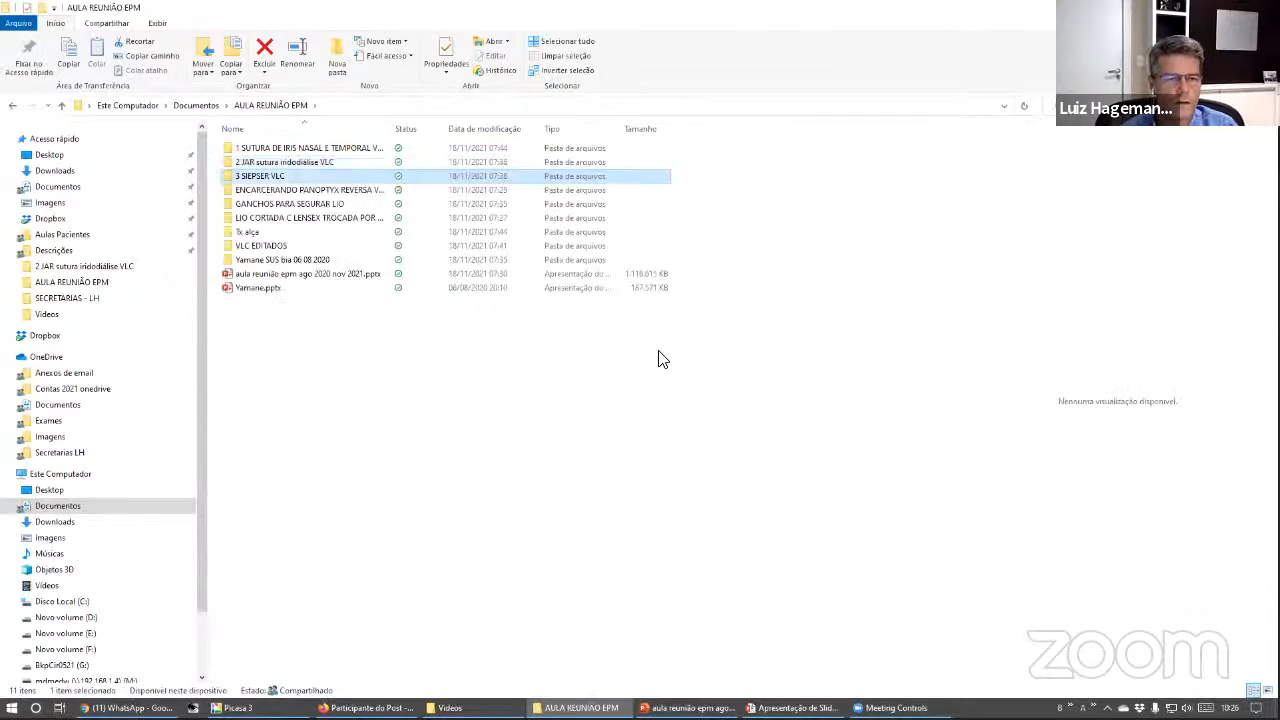 AULA REUNIÃO EPM
Arquivo Início Compartilhar Exibir
Fixar no Acesso rápido
Copiar
Colar
Recortar
Copiar caminho
Colar atalho
Área de Transferência
Mover para
Copiar para
Excluir
Renomear
Organizar
Nova pasta
Novo item
Fácil acesso
Novo
Propriedades
Abrir
Editar
Histórico
Abrir
Selecionar tudo
Limpar seleção
Inverter seleção
Selecionar
Este Computador > Documentos > AULA REUNIÃO EPM >
Nome Status Data de modificação Tipo Tamanho
1 SUTURA DE IRIS NASAL E TEMPORAL V... 18/11/2021 07:44 Pasta de arquivos
2 JAR sutura iridodiálise VLC 18/11/2021 07:38 Pasta de arquivos
3 SIEPSER VLC 18/11/2021 07:26 Pasta de arquivos
ENCARCERANDO PANOPTYX REVERSA V... 18/11/2021 07:25 Pasta de arquivos
GANCHOS PARA SEGURAR LIO 18/11/2021 07:35 Pasta de arquivos
LIO CORTADA C LENSEX TROCADA POR ... 18/11/2021 07:27 Pasta de arquivos
Tx alça 18/11/2021 07:44 Pasta de arquivos
VLC EDITADOS 18/11/2021 07:41 Pasta de arquivos
Yamane SUS bia 06 08 2020 18/11/2021 07:35 Pasta de arquivos
aula reunião epm ago 2020 nov 2021.pptx 18/11/2021 07:30 Apresentação do ... 1.116.615 KB
Yamane.pptx 06/08/2020 20:10 Apresentação do ... 187.571 KB
Acesso rápido
Desktop
Downloads
Documentos
Imagens
Dropbox
Aulas Pacientes
Descrições
2 JAR sutura iridodiálise VLC
AULA REUNIÃO EPM
SECRETARIAS - LH
Videos
Dropbox
OneDrive
Anexos de email
Contas 2021 onedrive
Documentos
Exames
Imagens
Secretarias LH
Este Computador
Desktop
Documentos
Downloads
Imagens
Músicas
Objetos 3D
Vídeos
Disco Local (C:)
Novo volume (D:)
Novo volume (E:)
Novo volume (F:)
BkpCir0521 (G:)
Nenhuma visualização disponível.
Luiz Hageman...
zoom
11 itens 1 item selecionado Disponível neste dispositivo Estado: Compartilhado
(11) WhatsApp - Goo... Picasa 3 Participante do Post -... Videos AULA REUNIÃO EPM aula reunião epm ago... Apresentação de Slid... Meeting Controls 10:26